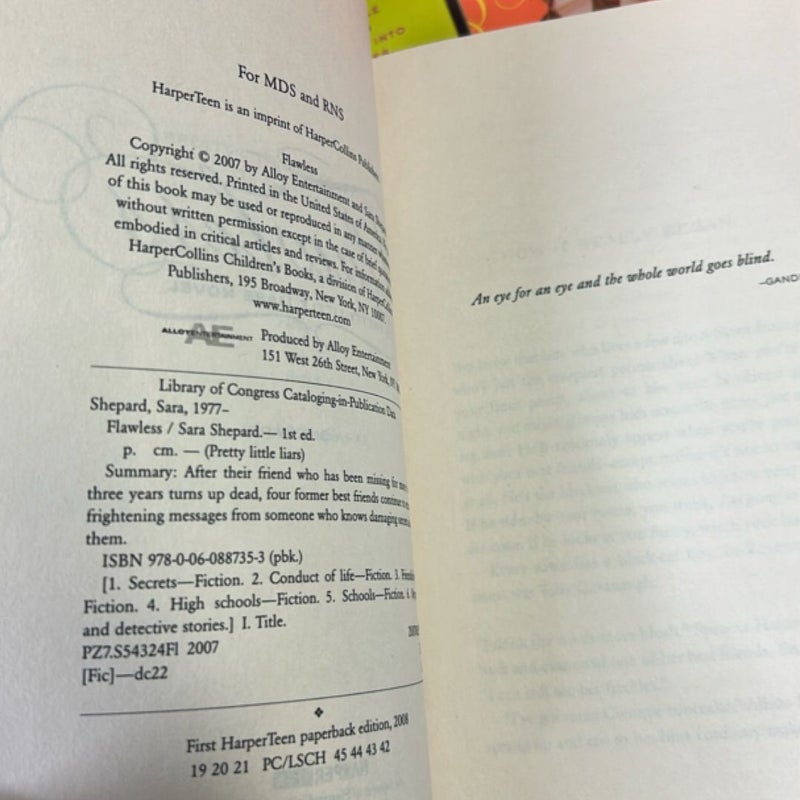 INTO
For MDS and RNS
HarperTeen is an imprint of HarperCollins
Flawless
Copyright © 2007 by Alloy Entertainment and Sara
All rights reserved. Printed in the United States of America.
of this book may be used or reproduced in any manner
without written permission except in the case of brief
embodied in critical articles and reviews. For information
HarperCollins Children's Books, a division of
Publishers, 195 Broadway, New York, NY 10007.
www.harperteen.com
ALLOYENTERTAINMENT
AE
Produced by Alloy Entertainment
151 West 26th Street, New York,
Library of Congress Cataloging-in-Publication Data
Shepard, Sara, 1977–
Flawless / Sara Shepard.— 1st ed.
p. cm. — (Pretty little liars)
Summary: After their friend who has been missing for
three years turns up dead, four former best friends continue
frightening messages from someone who knows damaging
them.
ISBN 978-0-06-088735-3 (pbk.)
[1. Secrets—Fiction. 2. Conduct of life—Fiction. 3.
Fiction. 4. High schools—Fiction. 5. Schools—Fiction. 6.
and detective stories.] I. Title.
PZ7.S54324Fl 2007
[Fic]—dc22
❖
First HarperTeen paperback edition, 2008
19 20 21 PC/LSCH 45 44 43 42
An eye for an eye and the whole world goes blind.